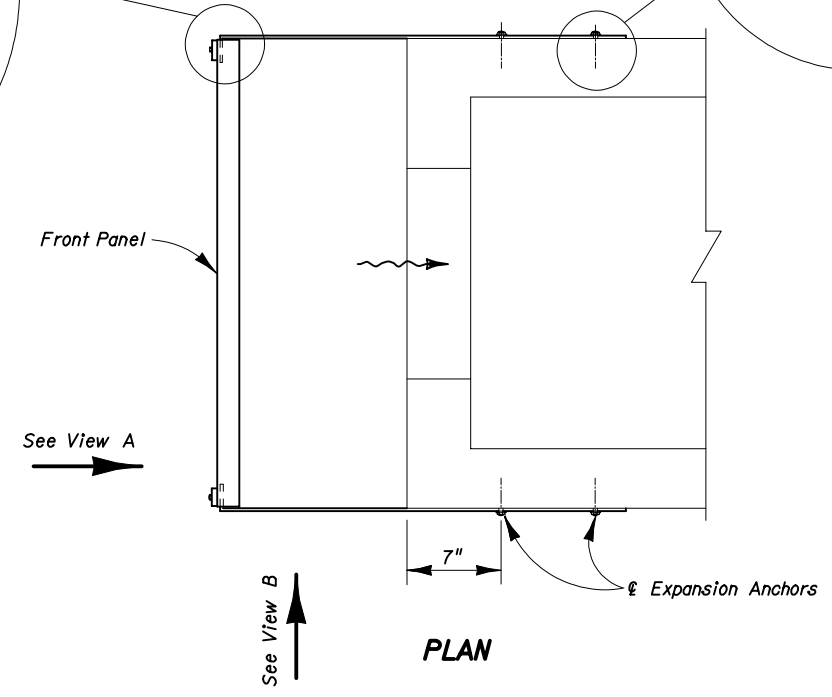 Front Panel
See View A
7"
℄ Expansion Anchors
See View B
PLAN